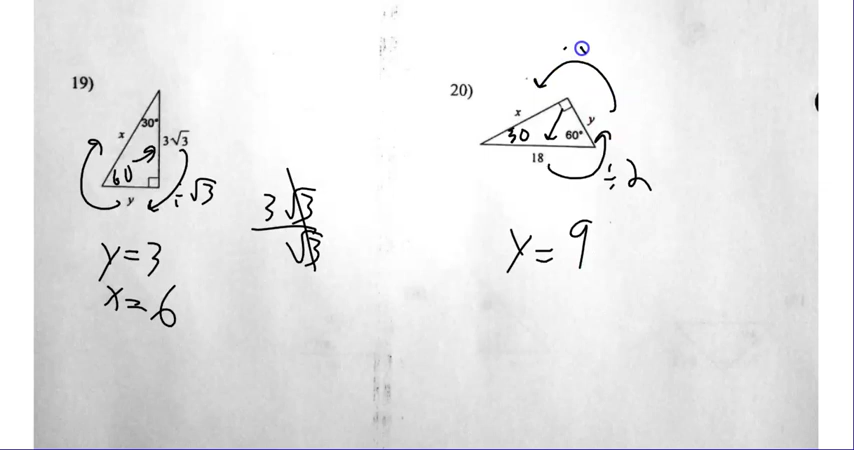 19)
30°
x
3√3
60
y
÷√3
3√3
√3
y=3
x=6
20)
x
y
30
60°
18
÷2
y=9